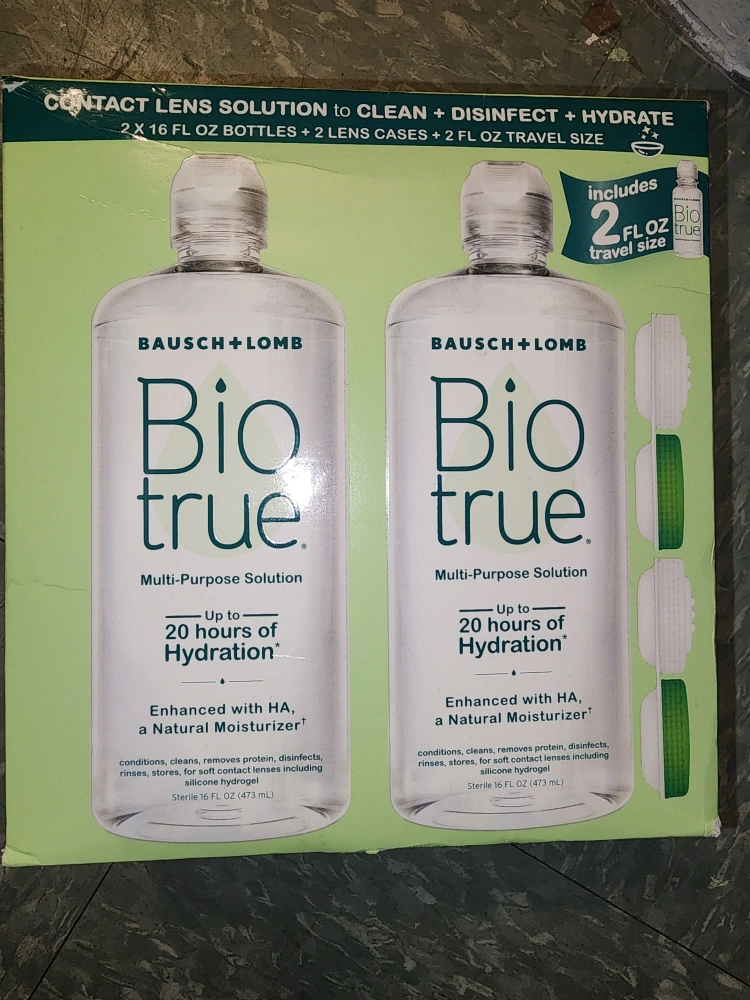 CONTACT LENS SOLUTION to CLEAN + DISINFECT + HYDRATE
2 X 16 FL OZ BOTTLES + 2 LENS CASES + 2 FL OZ TRAVEL SIZE
includes
2 FL OZ
travel size
BAUSCH + LOMB
Bio
true
BAUSCH+LOMB
Bio
true®
Multi-Purpose Solution
Up to
20 hours of
Hydration*
Enhanced with HA,
a Natural Moisturizer†
conditions, cleans, removes protein, disinfects,
rinses, stores, for soft contact lenses including
silicone hydrogel
Sterile 16 FL OZ (473 mL)
BAUSCH+LOMB
Bio
true®
Multi-Purpose Solution
Up to
20 hours of
Hydration*
Enhanced with HA,
a Natural Moisturizer†
conditions, cleans, removes protein, disinfects,
rinses, stores, for soft contact lenses including
silicone hydrogel
Sterile 16 FL OZ (473 mL)